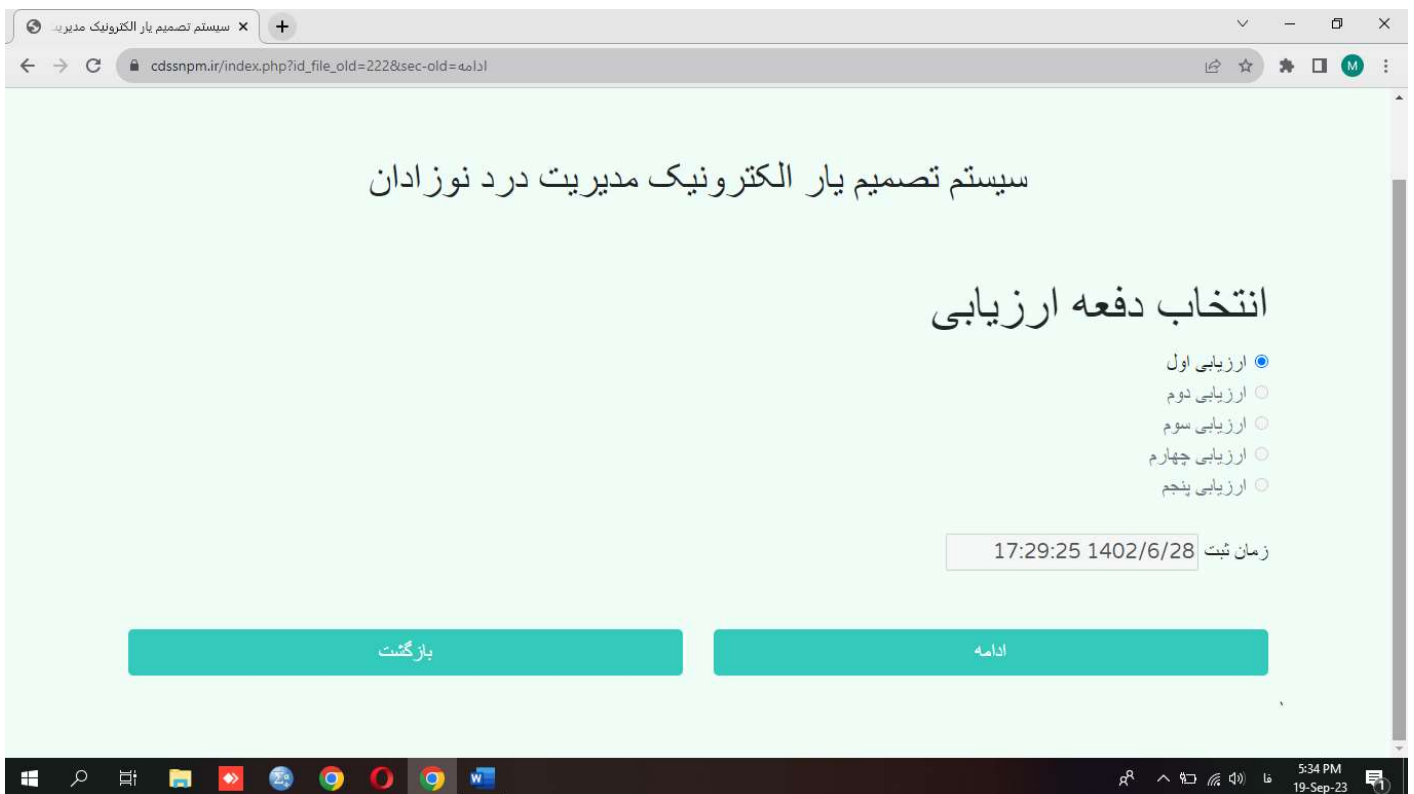 سیستم تصمیم یار الکترونیک مدیریت
cdssnpm.ir/index.php?id_file_old=222&sec-old=ادامه
M
سیستم تصمیم یار الکترونیک مدیریت درد نوزادان
انتخاب دفعه ارزیابی
ارزیابی اول
ارزیابی دوم
ارزیابی سوم
ارزیابی چهارم
ارزیابی پنجم
زمان ثبت 1402/6/28 17:29:25
ادامه
بازگشت
فا
5:34 PM
19-Sep-23
1